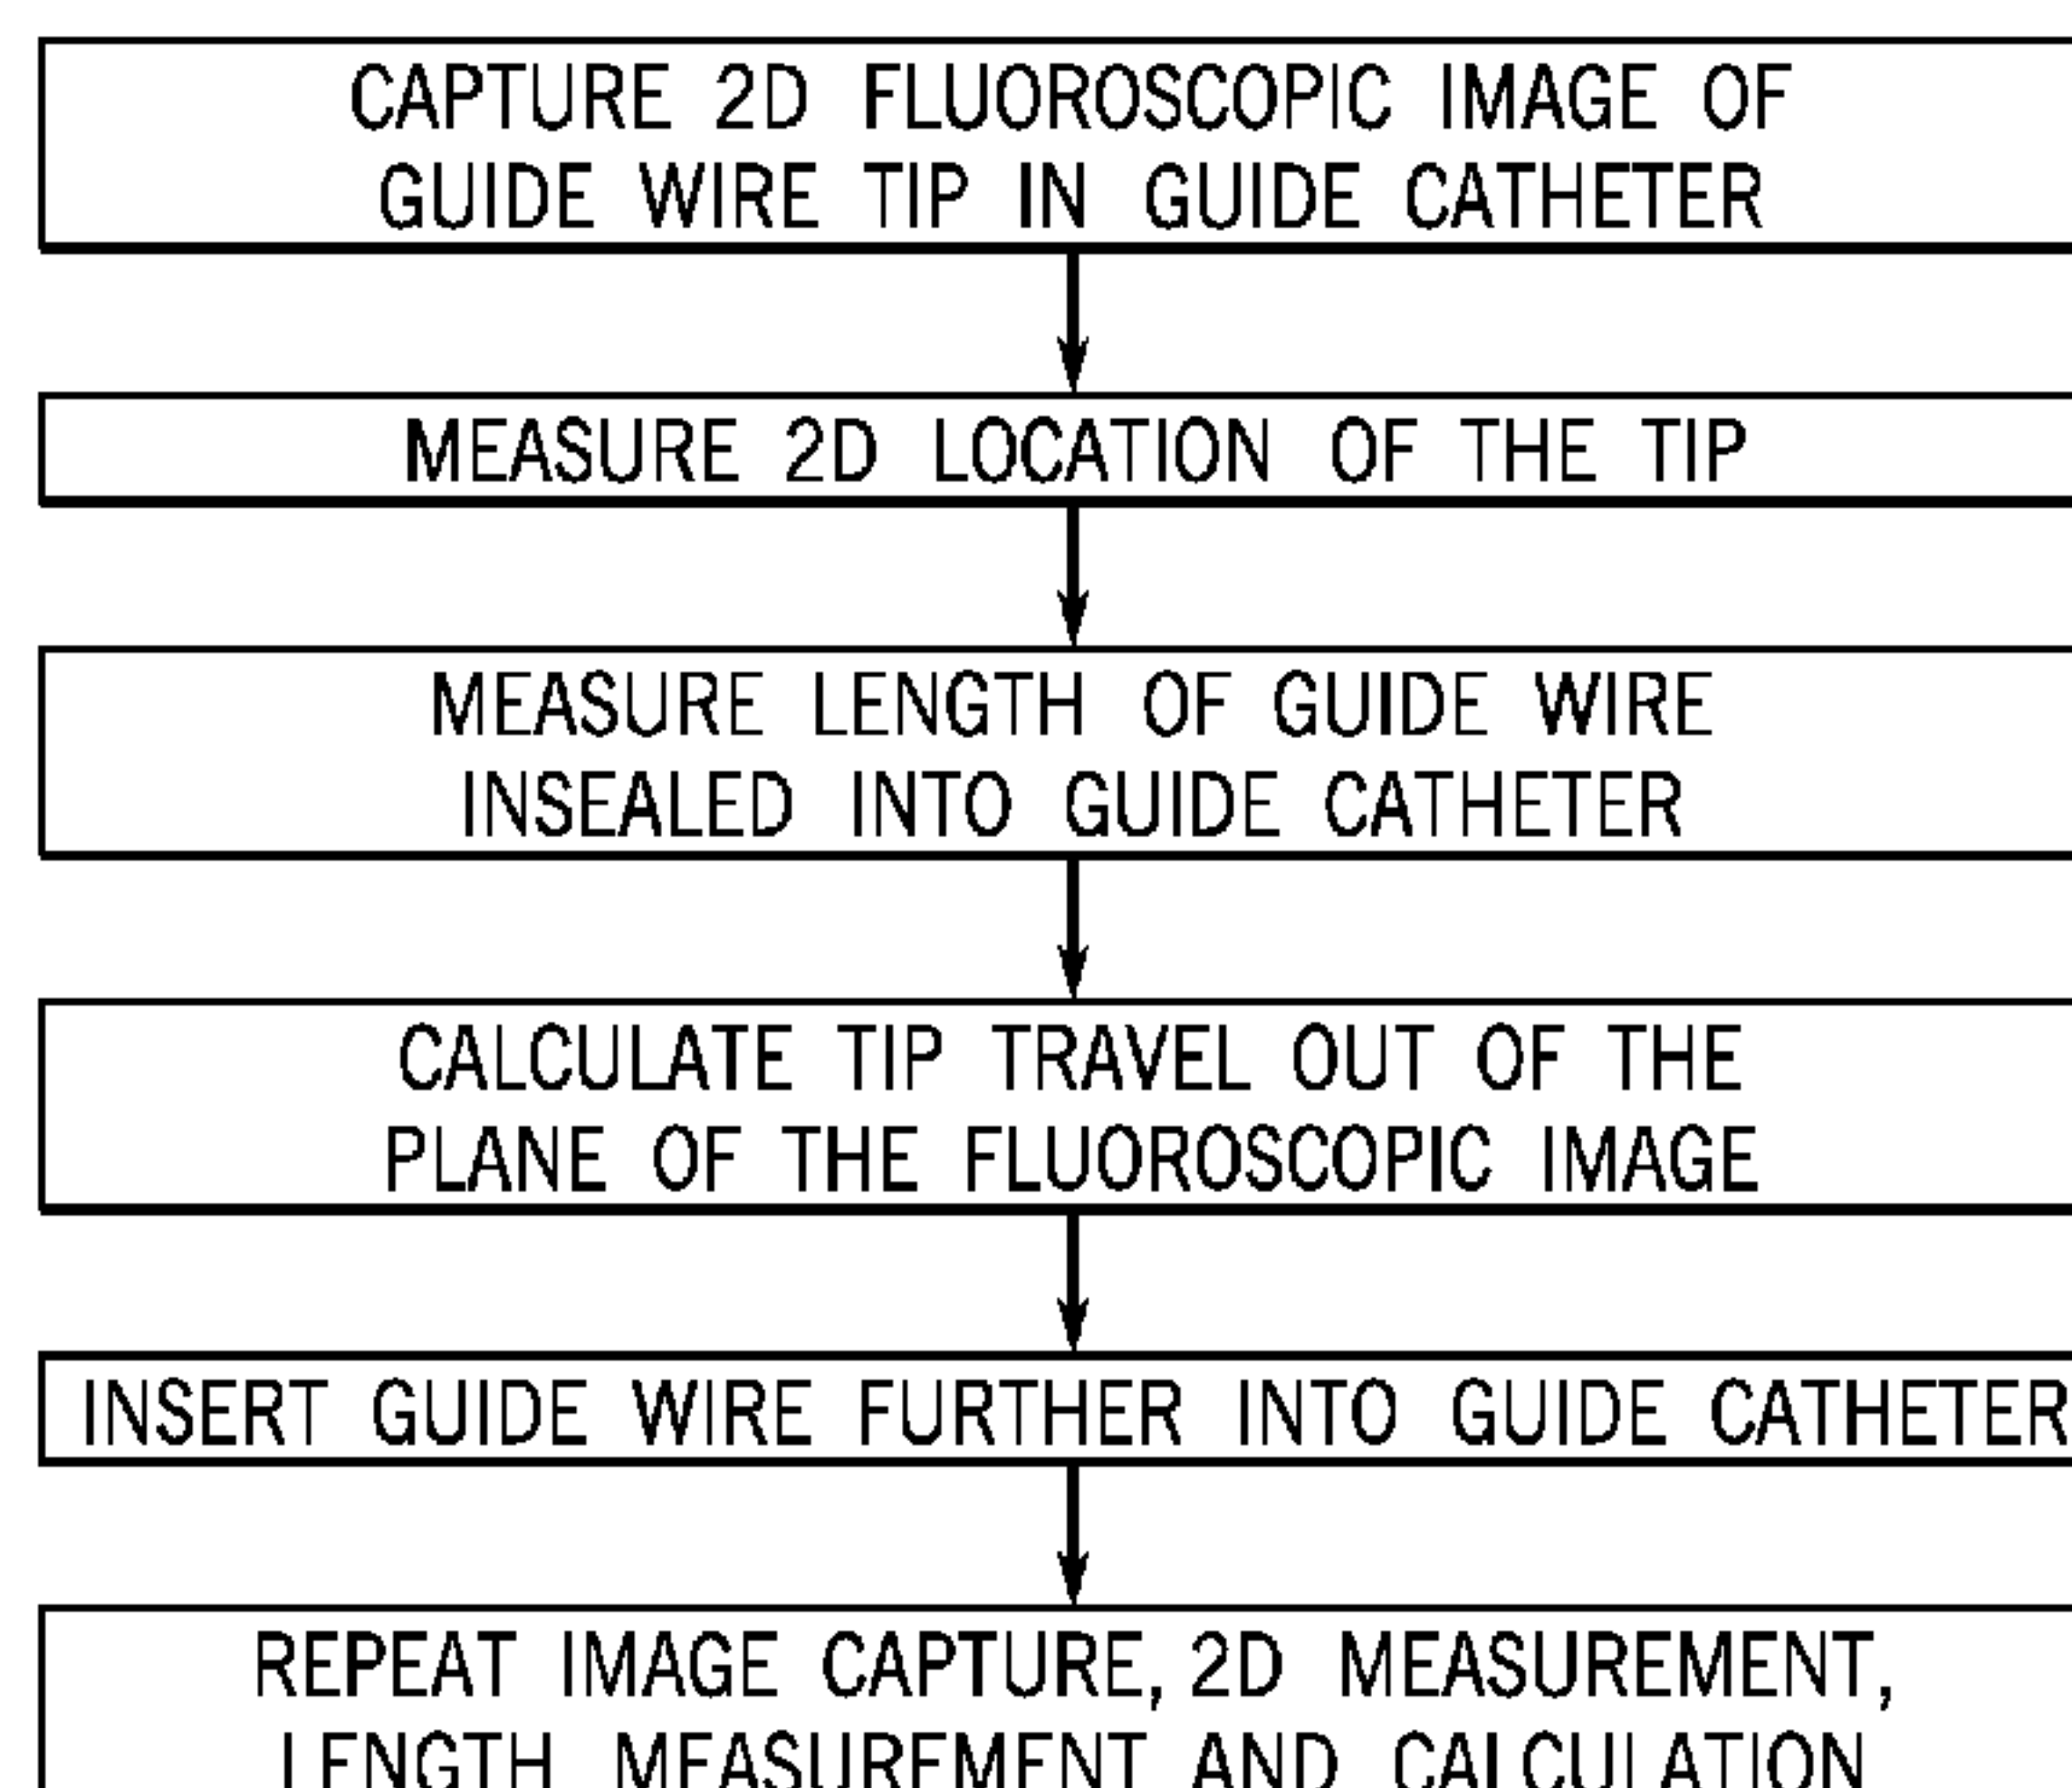 CAPTURE 2D FLUOROSCOPIC IMAGE OF
GUIDE WIRE TIP IN GUIDE CATHETER
MEASURE 2D LOCATION OF THE TIP
MEASURE LENGTH OF GUIDE WIRE
INSEALED INTO GUIDE CATHETER
CALCULATE TIP TRAVEL OUT OF THE
PLANE OF THE FLUOROSCOPIC IMAGE
INSERT GUIDE WIRE FURTHER INTO GUIDE CATHETER
REPEAT IMAGE CAPTURE, 2D MEASUREMENT,
LENGTH MEASUREMENT AND CALCULATION